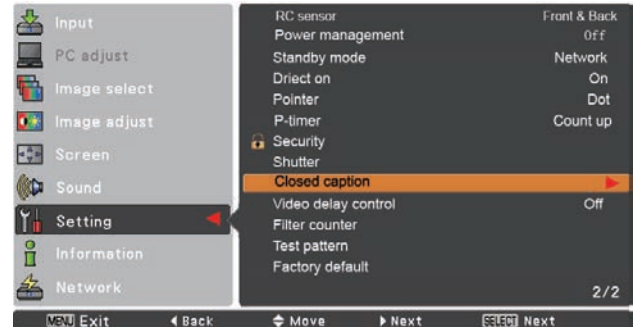 Input
PC adjust
Image select
Image adjust
Screen
Sound
Setting
Information
Network
RC sensor Front & Back
Power management Off
Standby mode Network
Driect on On
Pointer Dot
P-timer Count up
Security
Shutter
Closed caption
Video delay control Off
Filter counter
Test pattern
Factory default
2/2
MENU Exit Back Move Next SELECT Next